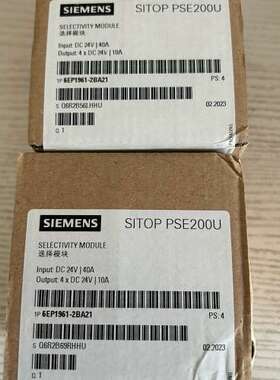 SIEMENS SITOP PSE200U
SELECTIVITY MODULE
选择模块
Input: DC 24V | 40A
Output: 4 x DC 24V | 10A
1P 6EP1961-2BA21 PS: 4
S Q6R2B56LHHU 02.2023
Q. 1
SIEMENS SITOP PSE200U
SELECTIVITY MODULE
选择模块
Input: DC 24V | 40A
Output: 4 x DC 24V | 10A
1P 6EP1961-2BA21 PS: 4
S Q6R2B69RHHU 02.2023
Q. 1